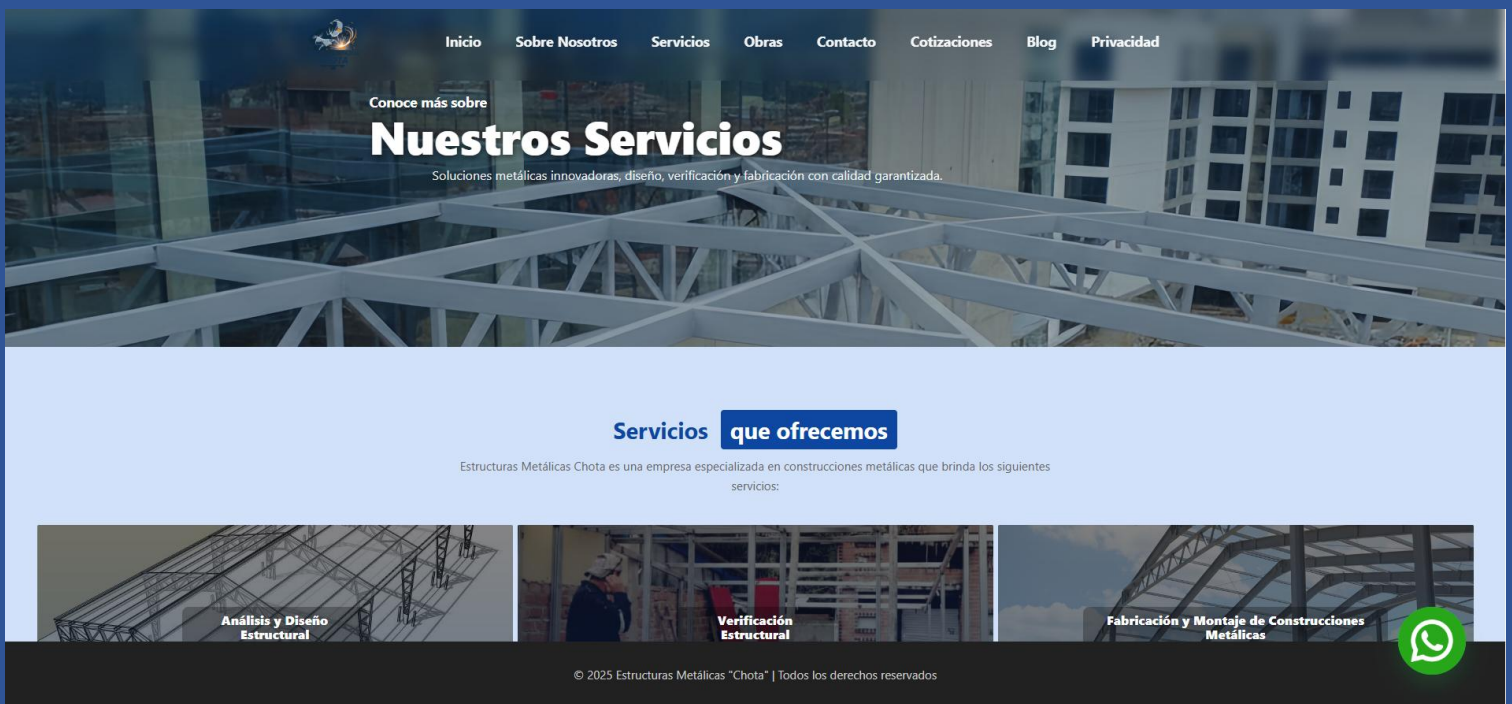 Inicio Sobre Nosotros Servicios Obras Contacto Cotizaciones Blog Privacidad
Conoce más sobre
Nuestros Servicios
Soluciones metálicas innovadoras, diseño, verificación y fabricación con calidad garantizada.
Servicios que ofrecemos
Estructuras Metálicas Chota es una empresa especializada en construcciones metálicas que brinda los siguientes
servicios:
Análisis y Diseño
Estructural
Verificación
Estructural
Fabricación y Montaje de Construcciones
Metálicas
© 2025 Estructuras Metálicas "Chota" | Todos los derechos reservados